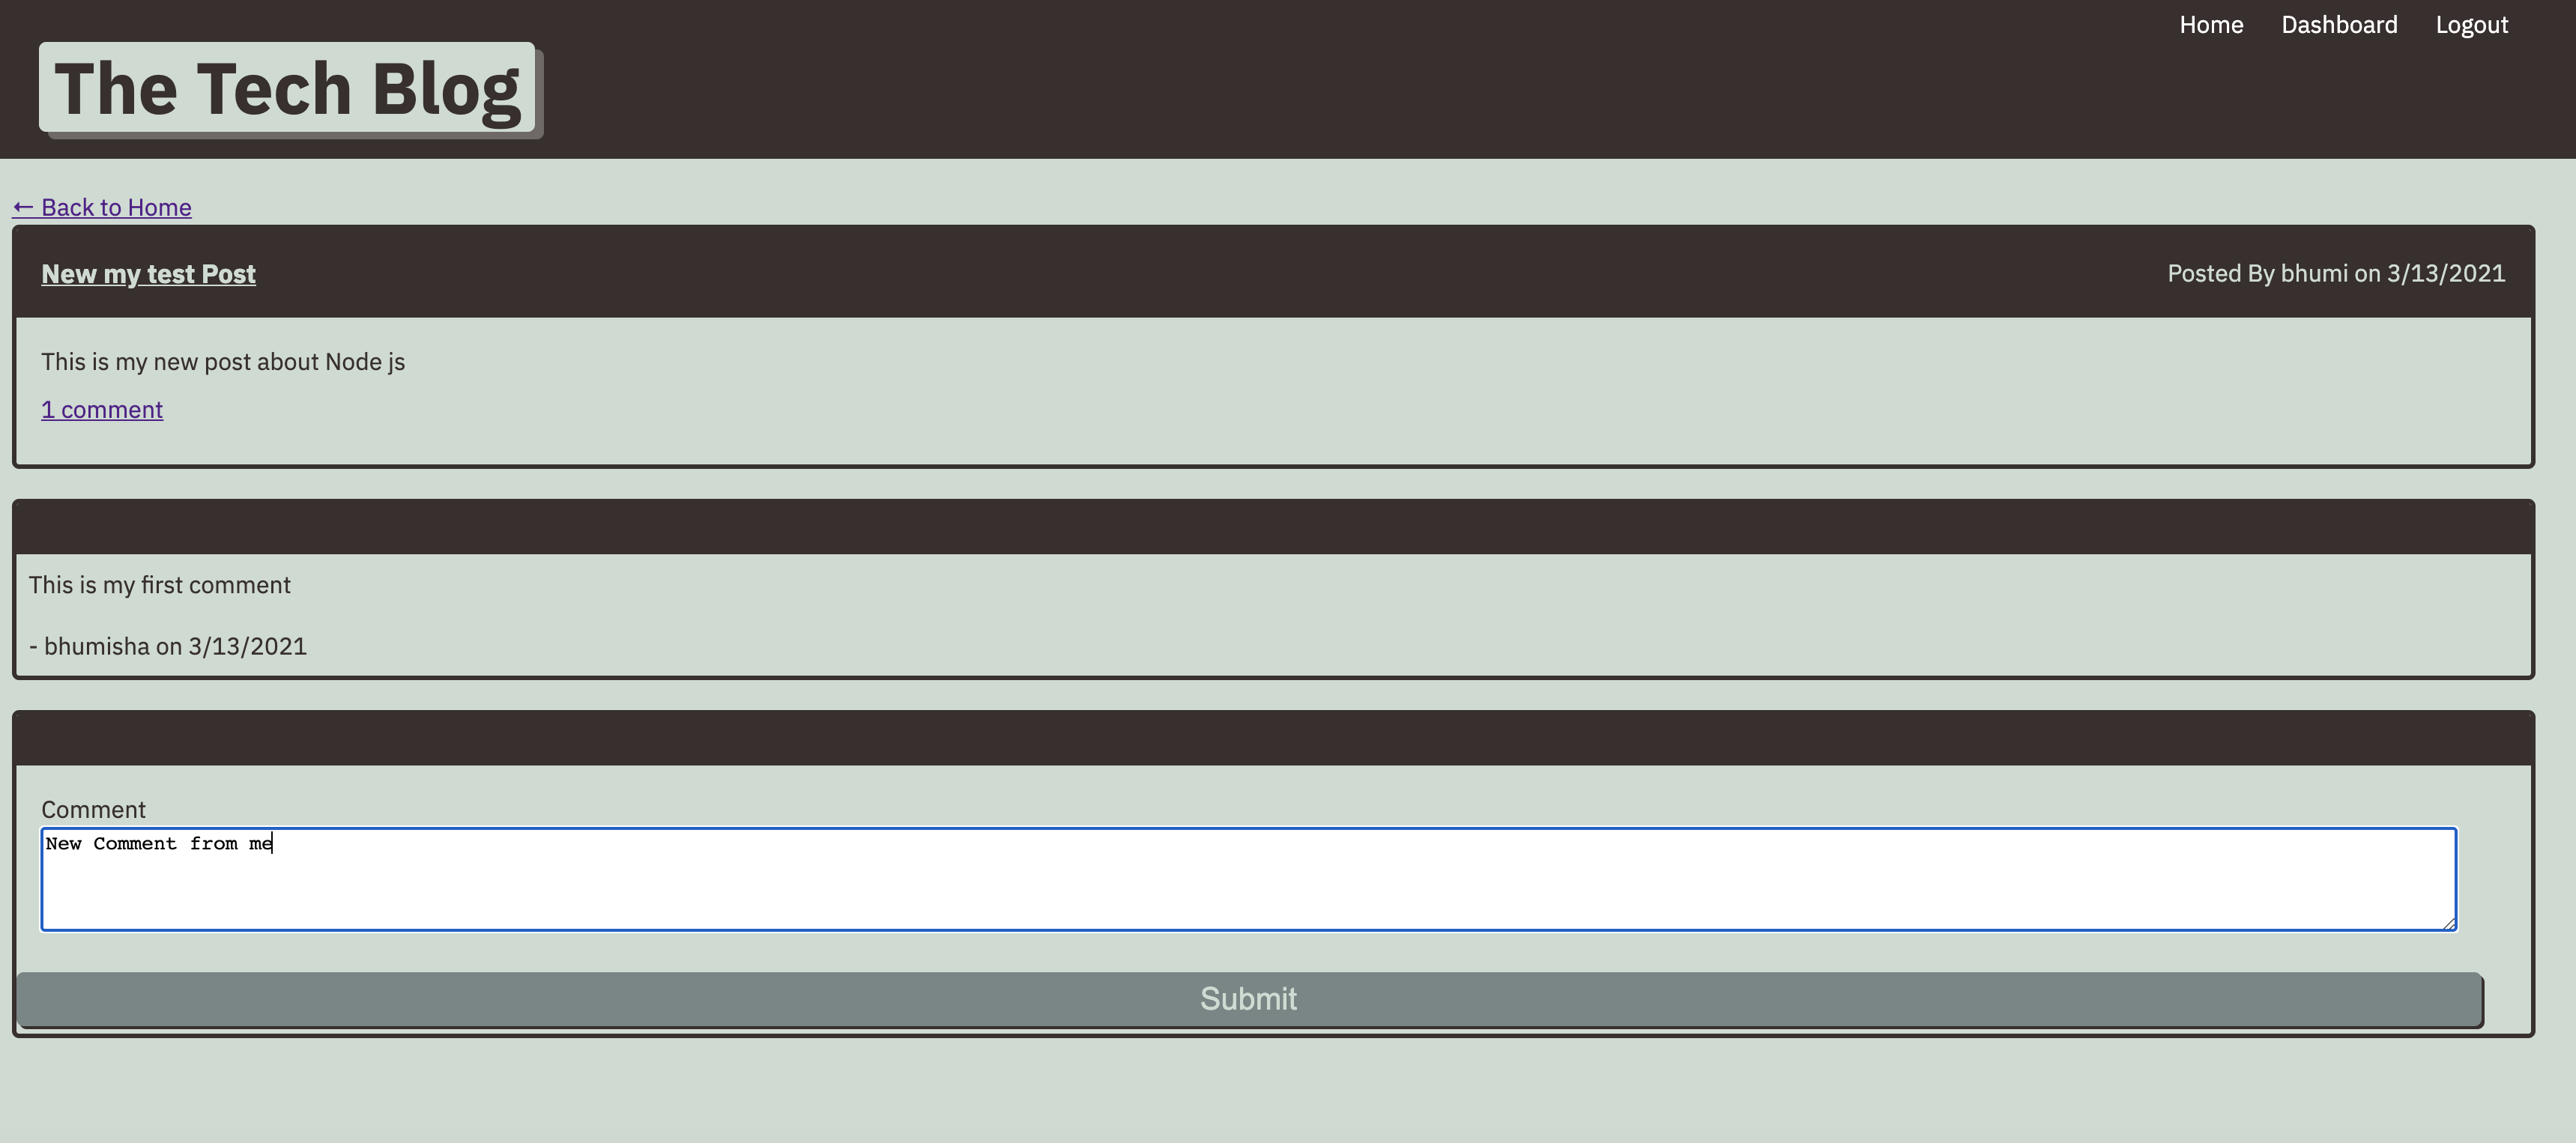 Home Dashboard Logout
The Tech Blog
← Back to Home
New my test Post
Posted By bhumi on 3/13/2021
This is my new post about Node js
1 comment
This is my first comment
- bhumisha on 3/13/2021
Comment
New Comment from me
Submit